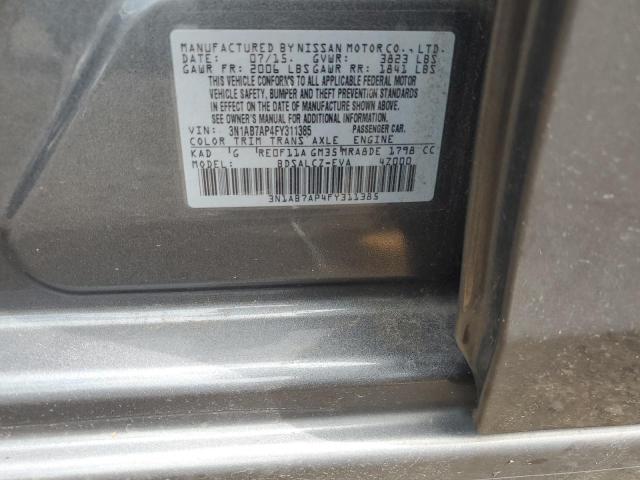 MANUFACTURED BY NISSAN MOTOR CO., LTD.
DATE: 07/15. GVWR: 3823 LBS
GAWR FR: 2006 LBS GAWR RR: 1841 LBS
THIS VEHICLE CONFORMS TO ALL APPLICABLE FEDERAL MOTOR
VEHICLE SAFETY, BUMPER AND THEFT PREVENTION STANDARDS
IN EFFECT ON THE DATE OF MANUFACTURE SHOWN ABOVE.
SEE OWNER'S MANUAL FOR ADDITIONAL INFORMATION.
VIN: 3N1AB7AP4FY311385 PASSENGER CAR.
COLOR TRIM TRANS AXLE ENGINE
KAD G RE0F11A GM35 MRA8DE 1798 CC
MODEL: BDSALCZ-EVA 4Z000
3N1AB7AP4FY311385